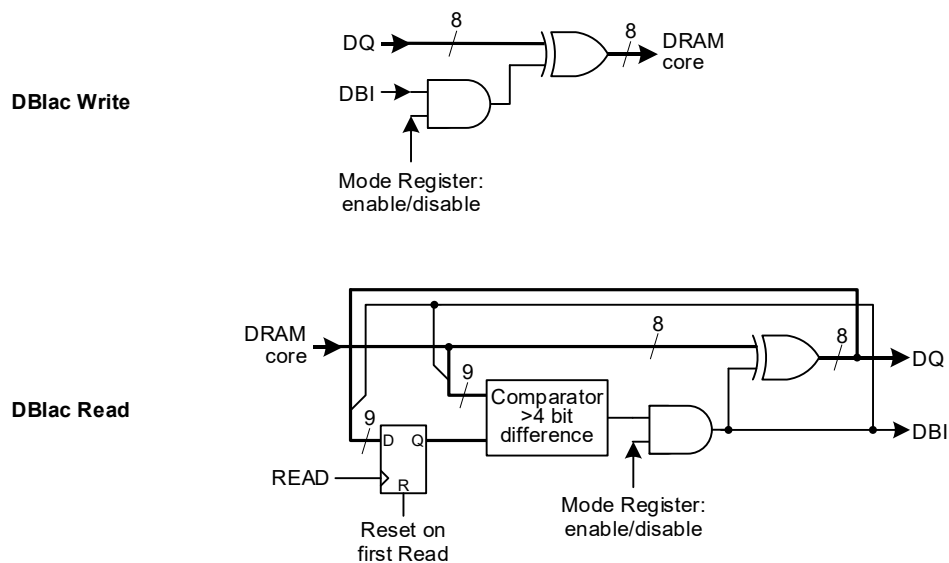 DBIac Write
DQ
8
8
DRAM
core
DBI
Mode Register:
enable/disable
DBIac Read
DRAM
core
8
8
DQ
9
Comparator
>4 bit
difference
9
D
Q
R
READ
Reset on
first Read
DBI
Mode Register:
enable/disable